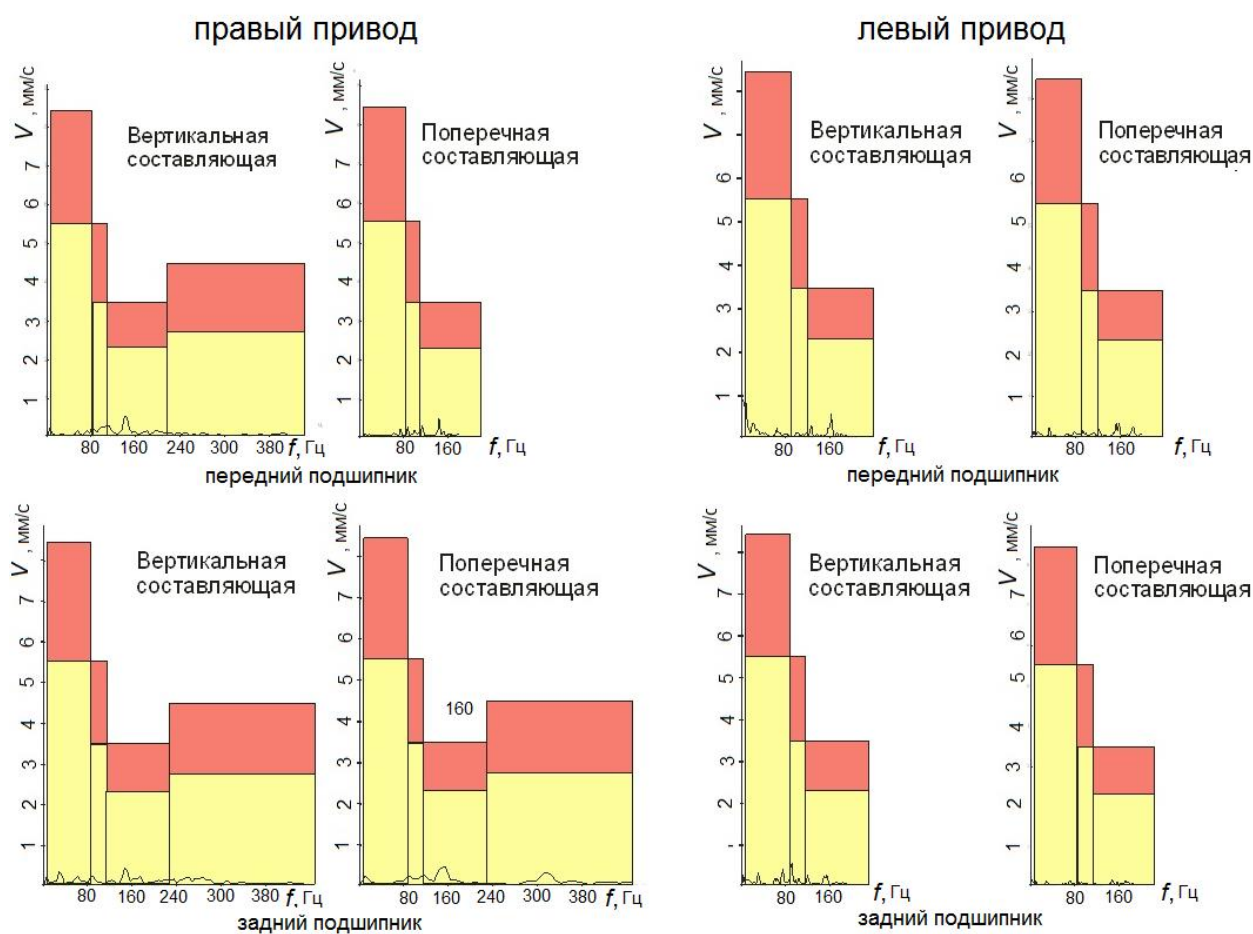 правый привод
левый привод
V, мм/с
1 2 3 4 5 6 7
Вертикальная
составляющая
80 160 240 300 380 f, Гц
V, мм/с
1 2 3 4 5 6 7
Поперечная
составляющая
80 160 f, Гц
передний подшипник
V, мм/с
1 2 3 4 5 6
Вертикальная
составляющая
80 160 f, Гц
V, мм/с
1 2 3 4 5 6
Поперечная
составляющая
80 160 f, Гц
передний подшипник
V, мм/с
1 2 3 4 5 6 7
Вертикальная
составляющая
80 160 240 300 380 f, Гц
V, мм/с
1 2 3 4 5 6 7
Поперечная
составляющая
160
80 160 240 300 380 f, Гц
задний подшипник
V, мм/с
1 2 3 4 5 6
Вертикальная
составляющая
80 160 f, Гц
V, мм/с
1 2 3 4 5 6 7
Поперечная
составляющая
80 160 f, Гц
задний подшипник